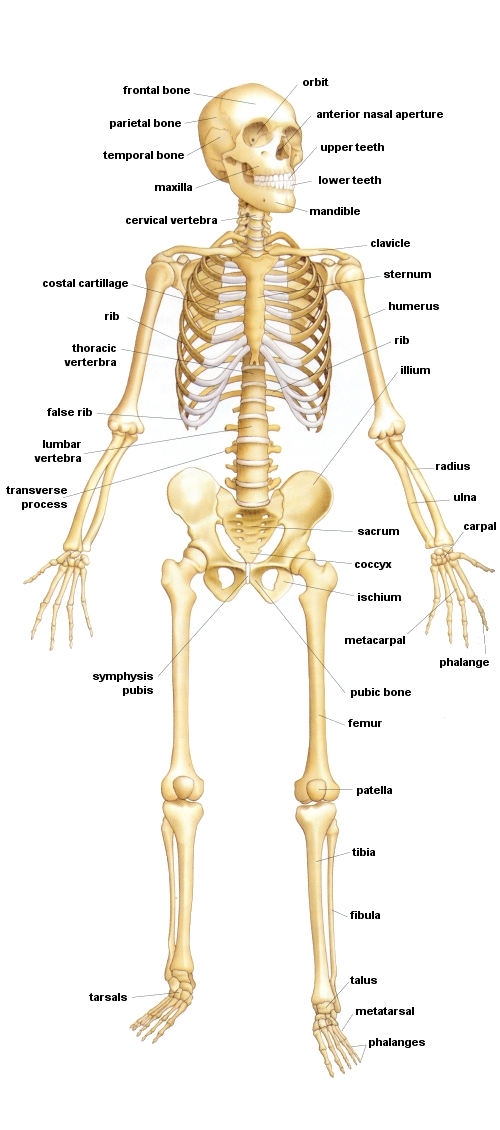 orbit
frontal bone
anterior nasal aperture
parietal bone
upper teeth
temporal bone
lower teeth
maxilla
mandible
cervical vertebra
clavicle
sternum
costal cartillage
humerus
rib
rib
thoracic
verterbra
illium
false rib
lumbar
vertebra
radius
transverse
process
ulna
carpal
sacrum
coccyx
ischium
metacarpal
phalange
symphysis
pubis
pubic bone
femur
patella
tibia
fibula
talus
tarsals
metatarsal
phalanges